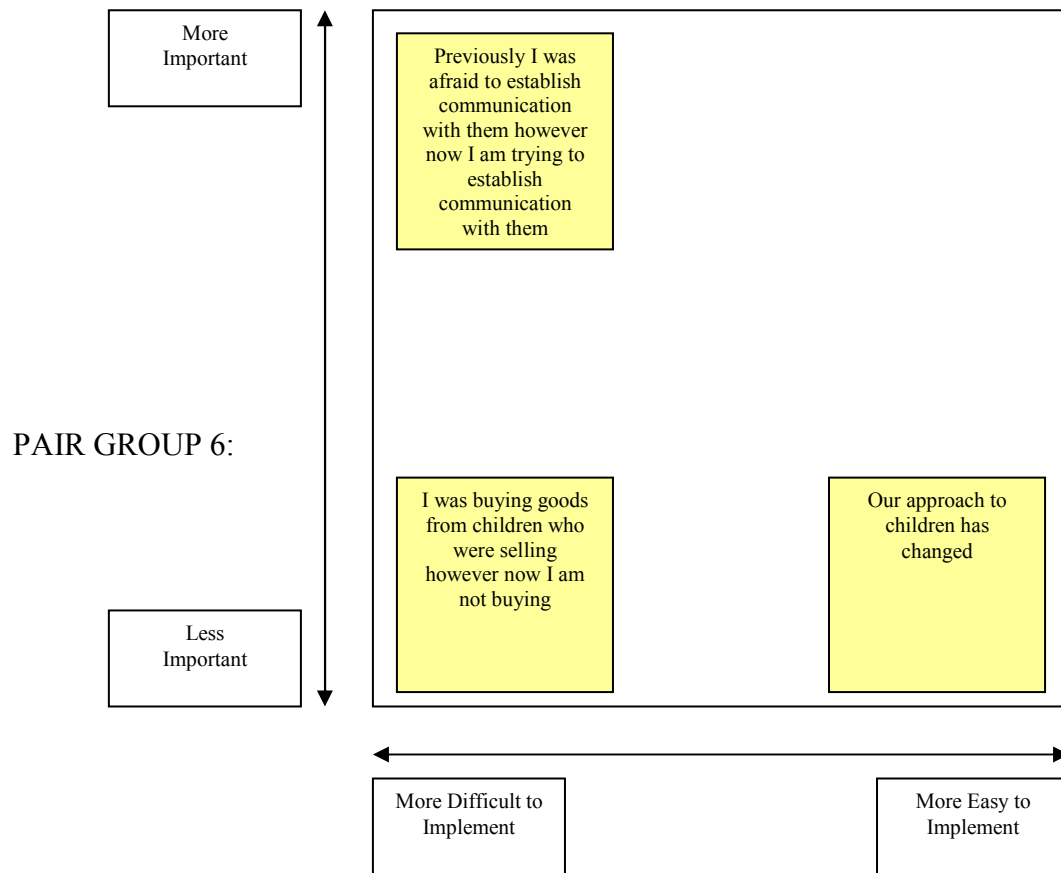 More
Important
Previously I was
afraid to establish
communication
with them however
now I am trying to
establish
communication
with them
PAIR GROUP 6:
I was buying goods
from children who
were selling
however now I am
not buying
Our approach to
children has
changed
Less
Important
More Difficult to
Implement
More Easy to
Implement